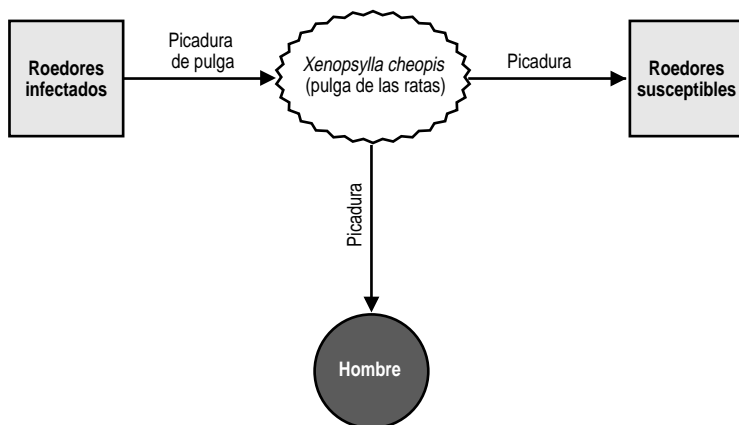 Roedores
infectados
Picadura
de pulga
Xenopsylla cheopis
(pulga de las ratas)
Picadura
Roedores
susceptibles
Picadura
Hombre